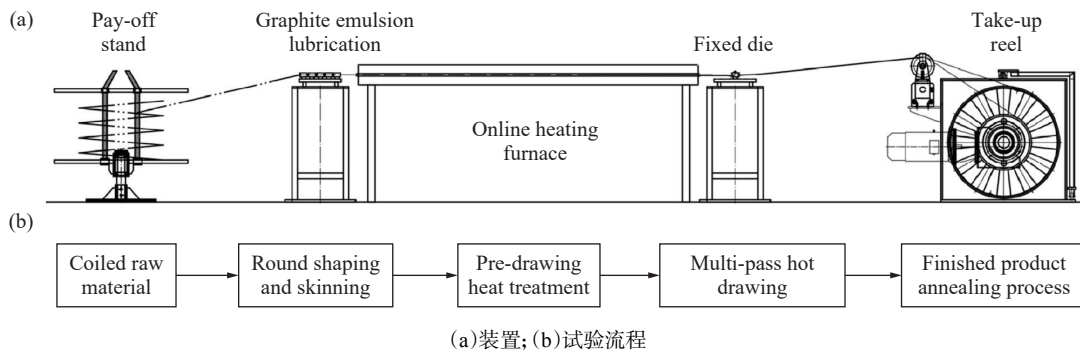 (a)
Pay-off
stand
Graphite emulsion
lubrication
Fixed die
Take-up
reel
Online heating
furnace
(b)
Coiled raw
material
Round shaping
and skinning
Pre-drawing
heat treatment
Multi-pass hot
drawing
Finished product
annealing process
(a)装置;(b)试验流程